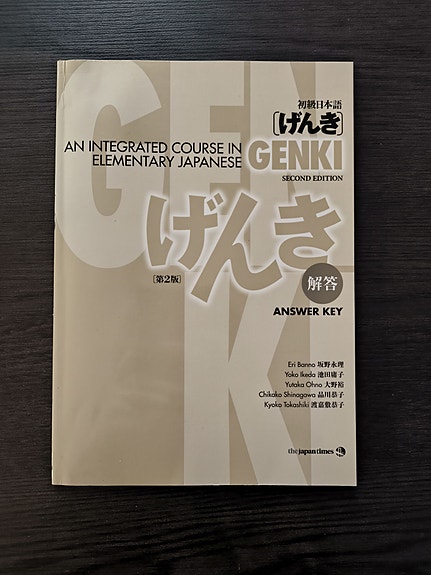 GENKI
初級日本語
[げんき]
AN INTEGRATED COURSE IN
ELEMENTARY JAPANESE
GENKI
SECOND EDITION
げんき
[第2版]
解答
ANSWER KEY
Eri Banno 坂野永理
Yoko Ikeda 池田庸子
Yutaka Ohno 大野裕
Chikako Shinagawa 品川恭子
Kyoko Tokashiki 渡嘉敷恭子
the japan times